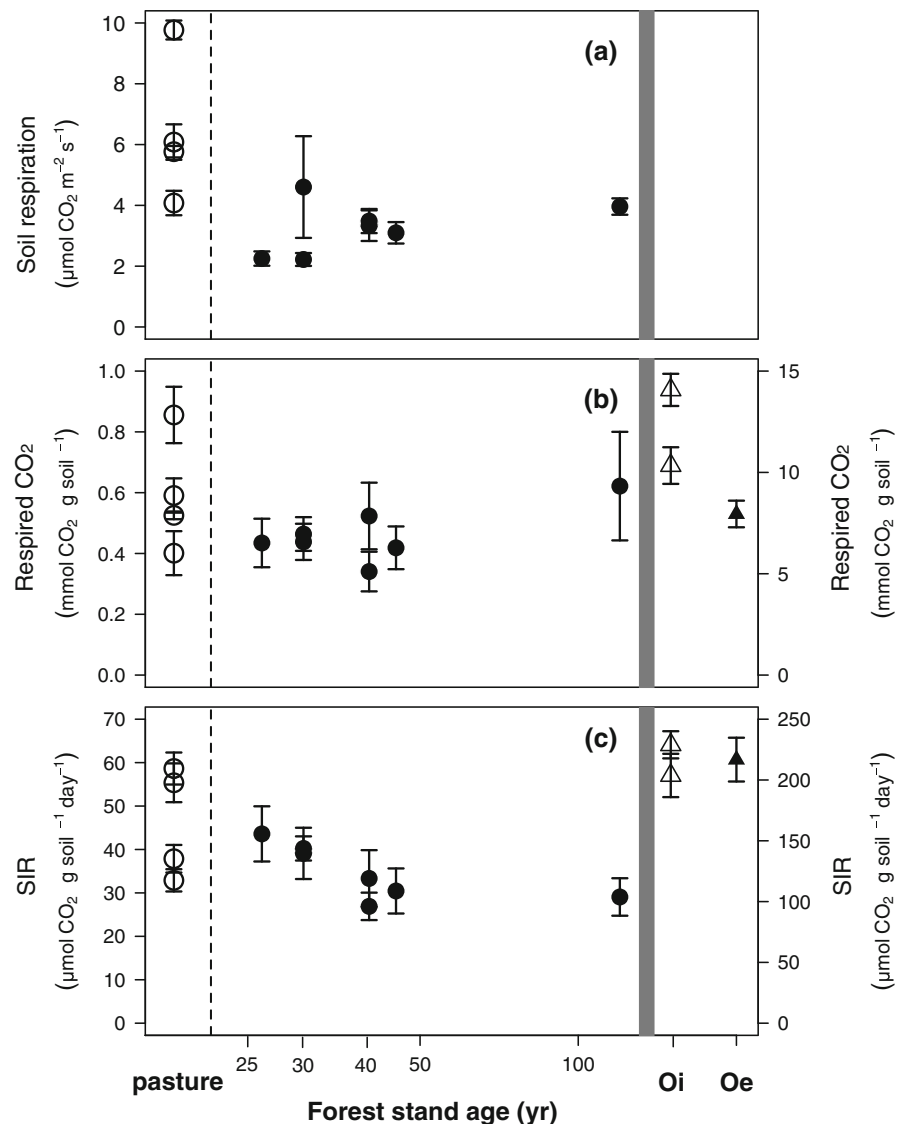 (a)
Soil respiration
(µmol CO₂ m⁻² s⁻¹)
10
8
6
4
2
0
(b)
Respired CO₂
(mmol CO₂ g soil ⁻¹)
1.0
0.8
0.6
0.4
0.2
0.0
15
10
5
0
Respired CO₂
(mmol CO₂ g soil ⁻¹)
(c)
SIR
(µmol CO₂ g soil ⁻¹ day⁻¹)
70
60
50
40
30
20
10
0
250
200
150
100
50
0
SIR
(µmol CO₂ g soil ⁻¹ day⁻¹)
25 30 40 50 100
pasture Oi Oe
Forest stand age (yr)